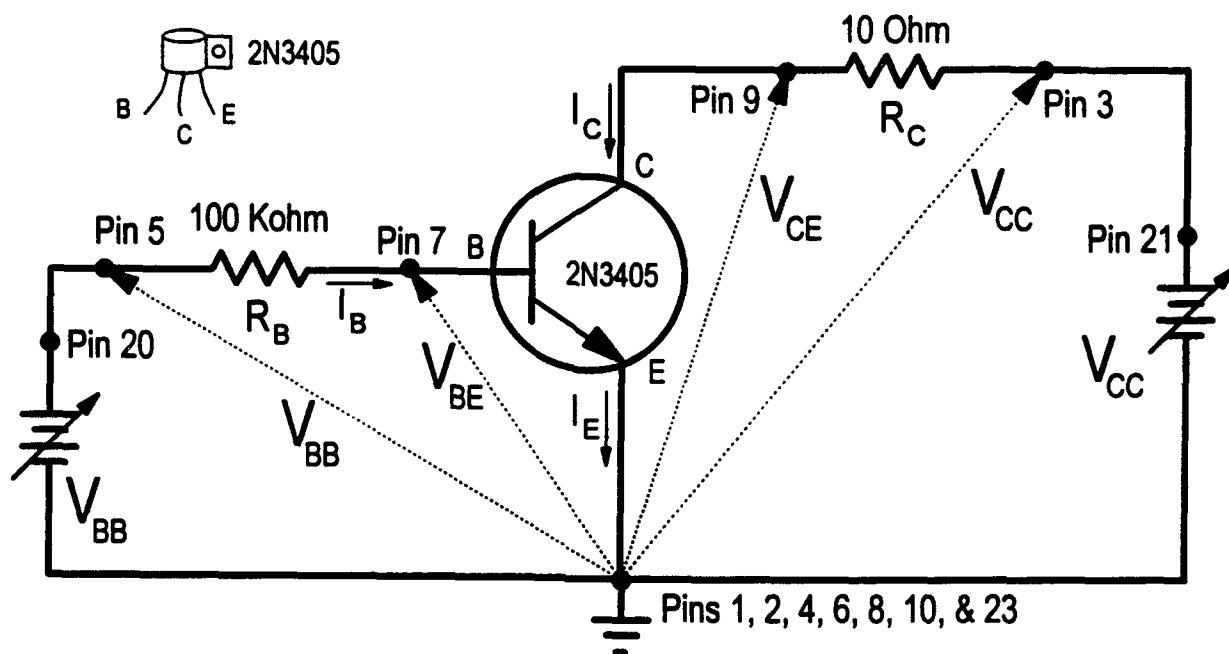 2N3405
B
C
E
10 Ohm
Pin 9
R_C
Pin 3
I_C
C
V_CE
V_CC
Pin 5
100 Kohm
Pin 7
B
2N3405
Pin 21
R_B
I_B
Pin 20
V_BE
E
V_CC
V_BB
I_E
V_BB
Pins 1, 2, 4, 6, 8, 10, & 23